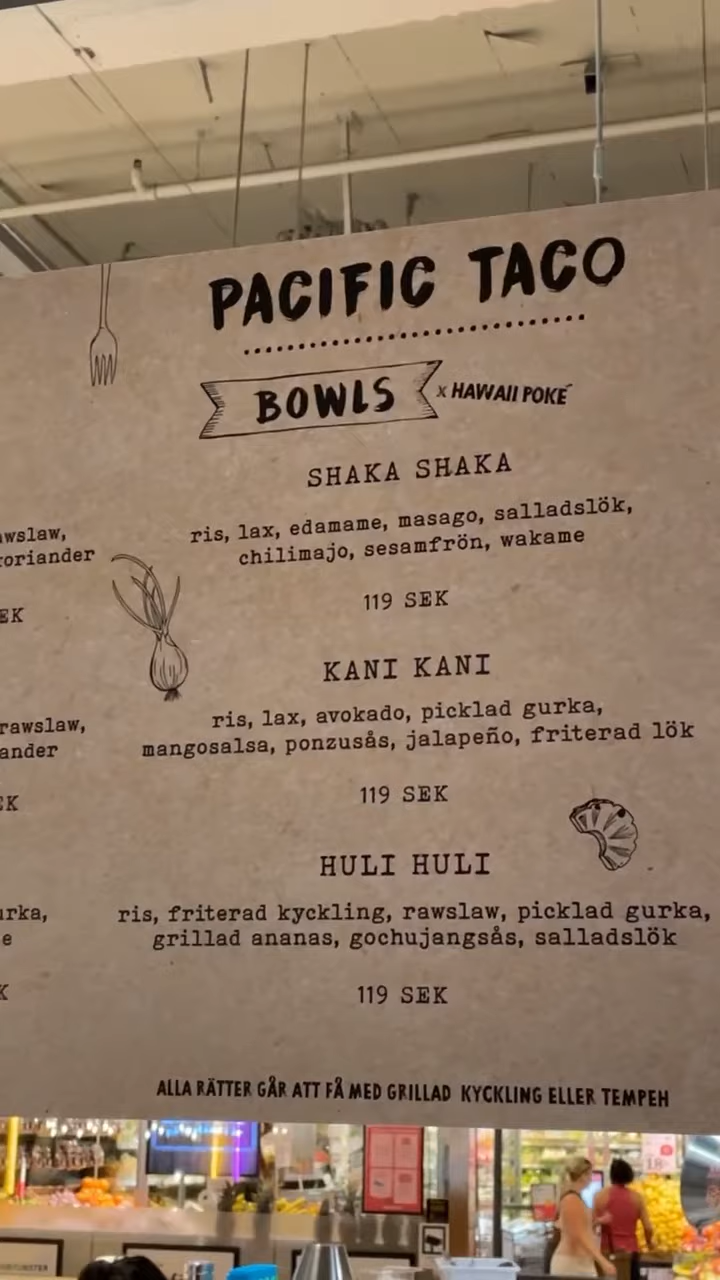 PACIFIC TACO
BOWLS x HAWAII POKÉ
SHAKA SHAKA
ris, lax, edamame, masago, salladslök,
chilimajo, sesamfrön, wakame
119 SEK
KANI KANI
ris, lax, avokado, picklad gurka,
mangosalsa, ponzusås, jalapeño, friterad lök
119 SEK
HULI HULI
ris, friterad kyckling, rawslaw, picklad gurka,
grillad ananas, gochujangsås, salladslök
119 SEK
ALLA RÄTTER GÅR ATT FÅ MED GRILLAD KYCKLING ELLER TEMPEH